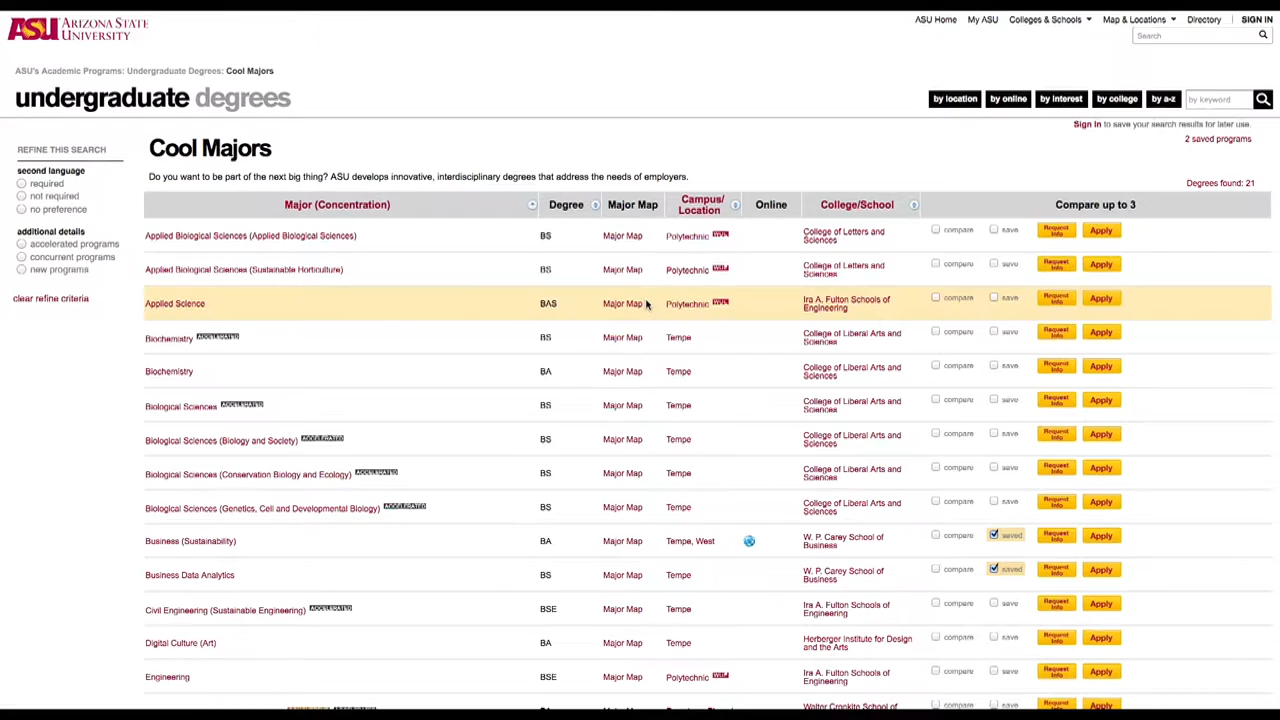 ASU ARIZONA STATE UNIVERSITY
ASU Home My ASU Colleges & Schools Map & Locations Directory SIGN IN
Search
ASU's Academic Programs: Undergraduate Degrees: Cool Majors
undergraduate degrees
by location by online by interest by college by a-z by keyword
Sign In to save your search results for later use.
2 saved programs
REFINE THIS SEARCH
second language
required
not required
no preference
additional details
accelerated programs
concurrent programs
new programs
clear refine criteria
Cool Majors
Do you want to be part of the next big thing? ASU develops innovative, interdisciplinary degrees that address the needs of employers.
Degrees found: 21
Major (Concentration) Degree Major Map Campus/ Location Online College/School Compare up to 3
Applied Biological Sciences (Applied Biological Sciences) BS Major Map Polytechnic WUE College of Letters and Sciences compare save Request Info Apply
Applied Biological Sciences (Sustainable Horticulture) BS Major Map Polytechnic WUE College of Letters and Sciences compare save Request Info Apply
Applied Science BAS Major Map Polytechnic WUE Ira A. Fulton Schools of Engineering compare save Request Info Apply
Biochemistry ACCELERATED BS Major Map Tempe College of Liberal Arts and Sciences compare save Request Info Apply
Biochemistry BA Major Map Tempe College of Liberal Arts and Sciences compare save Request Info Apply
Biological Sciences ACCELERATED BS Major Map Tempe College of Liberal Arts and Sciences compare save Request Info Apply
Biological Sciences (Biology and Society) ACCELERATED BS Major Map Tempe College of Liberal Arts and Sciences compare save Request Info Apply
Biological Sciences (Conservation Biology and Ecology) ACCELERATED BS Major Map Tempe College of Liberal Arts and Sciences compare save Request Info Apply
Biological Sciences (Genetics, Cell and Developmental Biology) ACCELERATED BS Major Map Tempe College of Liberal Arts and Sciences compare save Request Info Apply
Business (Sustainability) BA Major Map Tempe, West W. P. Carey School of Business compare saved Request Info Apply
Business Data Analytics BS Major Map Tempe W. P. Carey School of Business compare saved Request Info Apply
Civil Engineering (Sustainable Engineering) ACCELERATED BSE Major Map Tempe Ira A. Fulton Schools of Engineering compare save Request Info Apply
Digital Culture (Art) BA Major Map Tempe Herberger Institute for Design and the Arts compare save Request Info Apply
Engineering BSE Major Map Polytechnic WUE Ira A. Fulton Schools of Engineering compare save Request Info Apply
Walter Cronkite School of compare save Request Apply